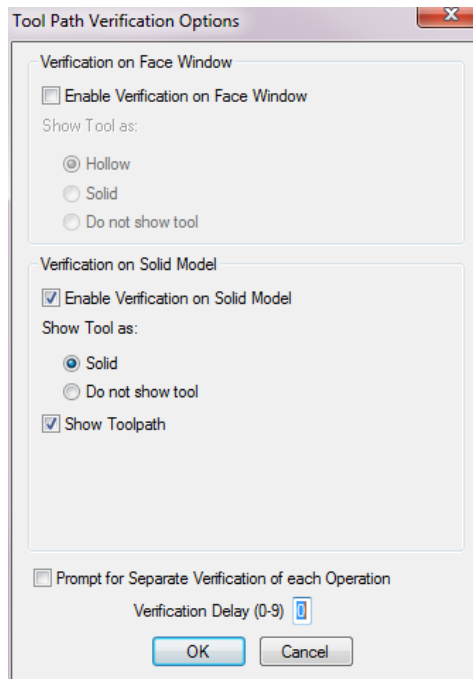 Tool Path Verification Options
Verification on Face Window
Enable Verification on Face Window
Show Tool as:
Hollow
Solid
Do not show tool
Verification on Solid Model
Enable Verification on Solid Model
Show Tool as:
Solid
Do not show tool
Show Toolpath
Prompt for Separate Verification of each Operation
Verification Delay (0-9) 0
OK Cancel